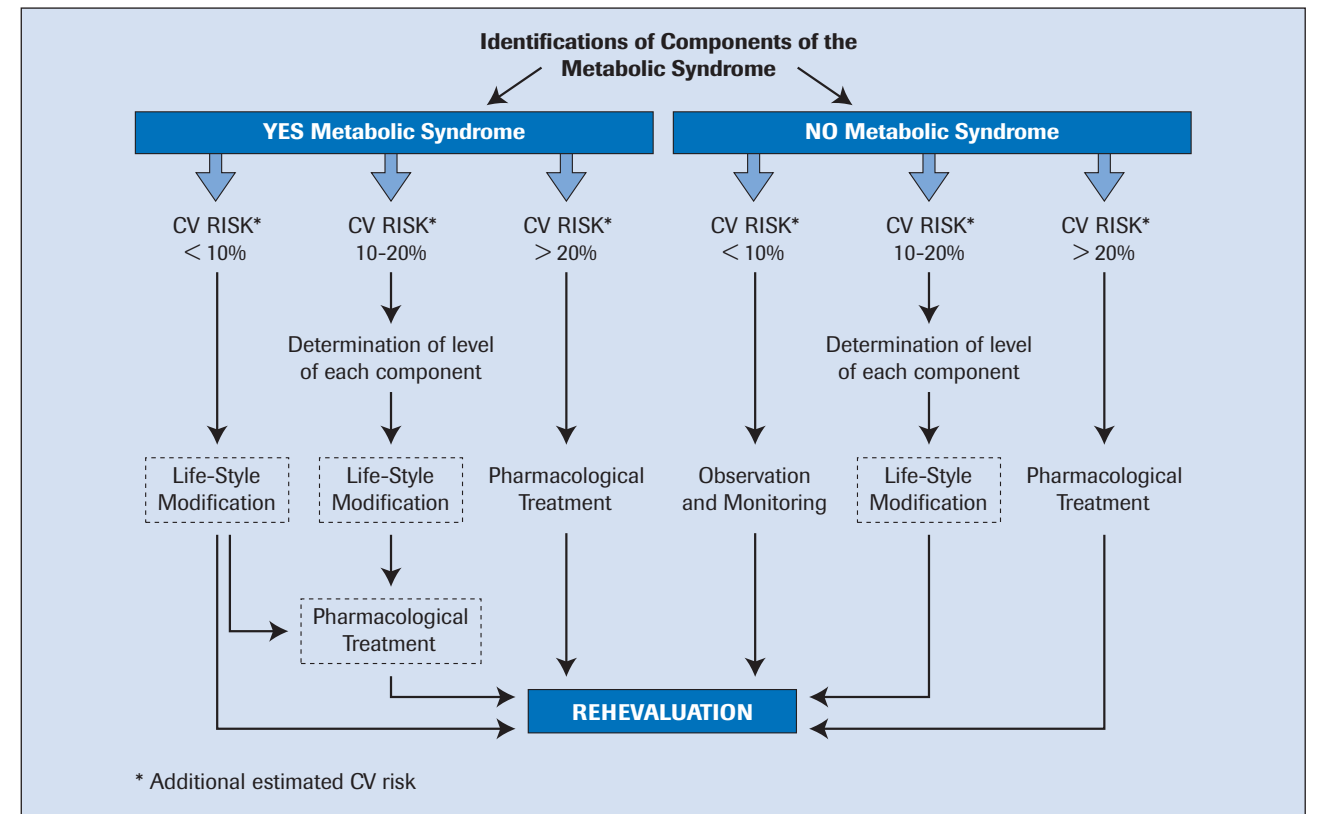 Identifications of Components of the
Metabolic Syndrome
YES Metabolic Syndrome
NO Metabolic Syndrome
CV RISK*
< 10%
CV RISK*
10-20%
CV RISK*
> 20%
CV RISK*
< 10%
CV RISK*
10-20%
CV RISK*
> 20%
Determination of level
of each component
Determination of level
of each component
Life-Style
Modification
Life-Style
Modification
Pharmacological
Treatment
Observation
and Monitoring
Life-Style
Modification
Pharmacological
Treatment
Pharmacological
Treatment
REHEVALUATION
* Additional estimated CV risk